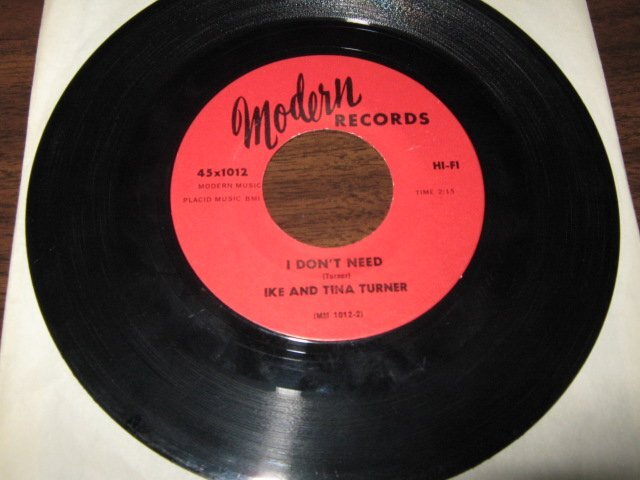 Modern
RECORDS
45x1012
HI-FI
MODERN MUSIC
PLACID MUSIC BMI
TIME 2:15
I DON'T NEED
(Turner)
IKE AND TINA TURNER
(MM 1012-2)